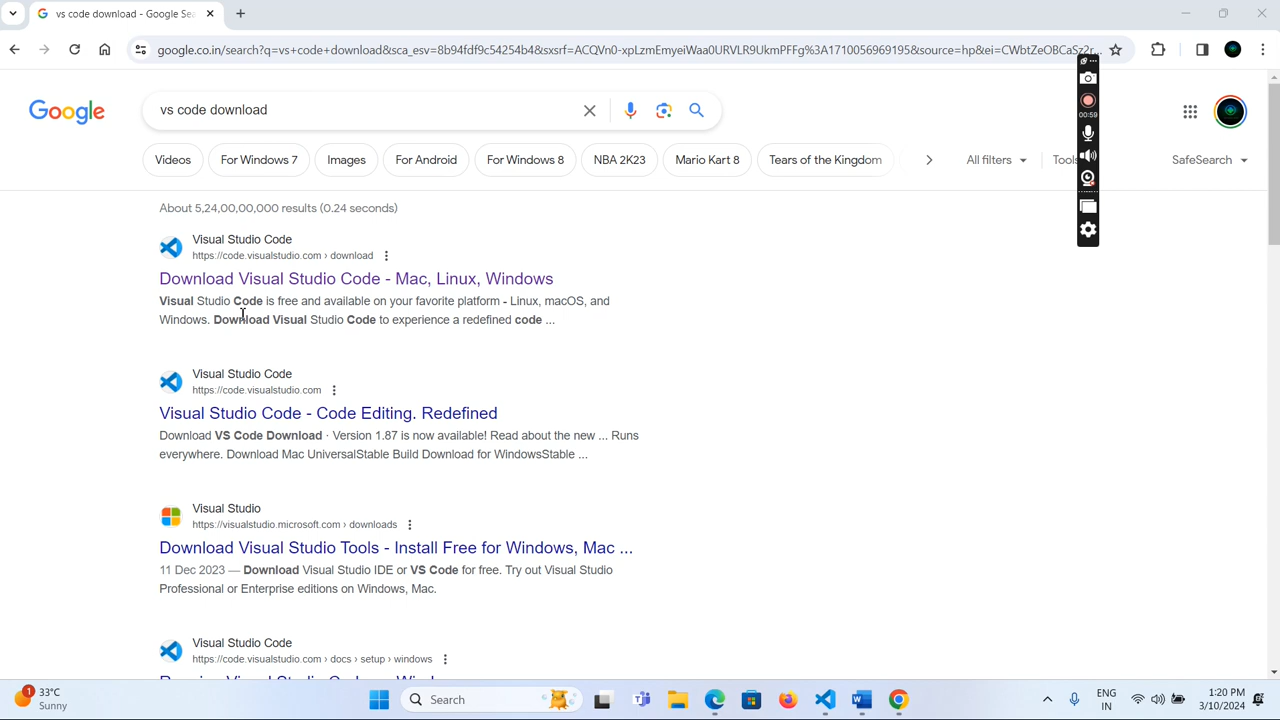 vs code download - Google Sea
google.co.in/search?q=vs+code+download&sca_esv=8b94fdf9c54254b4&sxsrf=ACQVn0-xpLzmEmyeiWaa0URVLR9UkmPFFg%3A1710056969195&source=hp&ei=CWbtZeOBCaSz2r...
Google
vs code download
00:59
Videos
For Windows 7
Images
For Android
For Windows 8
NBA 2K23
Mario Kart 8
Tears of the Kingdom
All filters
Tools
SafeSearch
About 5,24,00,00,000 results (0.24 seconds)
Visual Studio Code
https://code.visualstudio.com › download
Download Visual Studio Code - Mac, Linux, Windows
Visual Studio Code is free and available on your favorite platform - Linux, macOS, and
Windows. Download Visual Studio Code to experience a redefined code ...
Visual Studio Code
https://code.visualstudio.com
Visual Studio Code - Code Editing. Redefined
Download VS Code Download · Version 1.87 is now available! Read about the new ... Runs
everywhere. Download Mac UniversalStable Build Download for WindowsStable ...
Visual Studio
https://visualstudio.microsoft.com › downloads
Download Visual Studio Tools - Install Free for Windows, Mac ...
11 Dec 2023 — Download Visual Studio IDE or VS Code for free. Try out Visual Studio
Professional or Enterprise editions on Windows, Mac.
Visual Studio Code
https://code.visualstudio.com › docs › setup › windows
1
33°C
Sunny
Search
ENG
IN
1:20 PM
3/10/2024